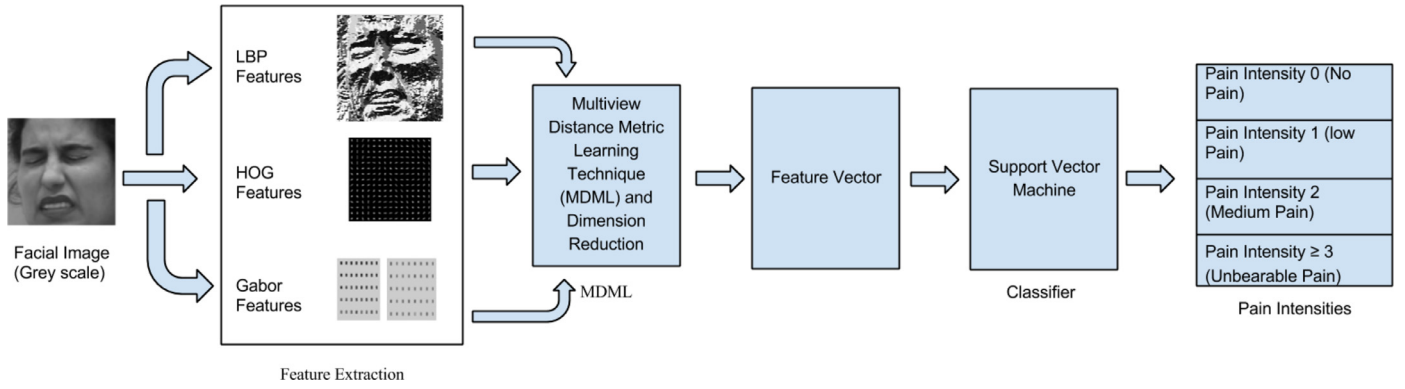 Facial Image
(Grey scale)
LBP
Features
HOG
Features
Gabor
Features
Feature Extraction
Multiview
Distance Metric
Learning
Technique
(MDML) and
Dimension
Reduction
MDML
Feature Vector
Support Vector
Machine
Classifier
Pain Intensity 0 (No
Pain)
Pain Intensity 1 (low
Pain)
Pain Intensity 2
(Medium Pain)
Pain Intensity ≥ 3
(Unbearable Pain)
Pain Intensities